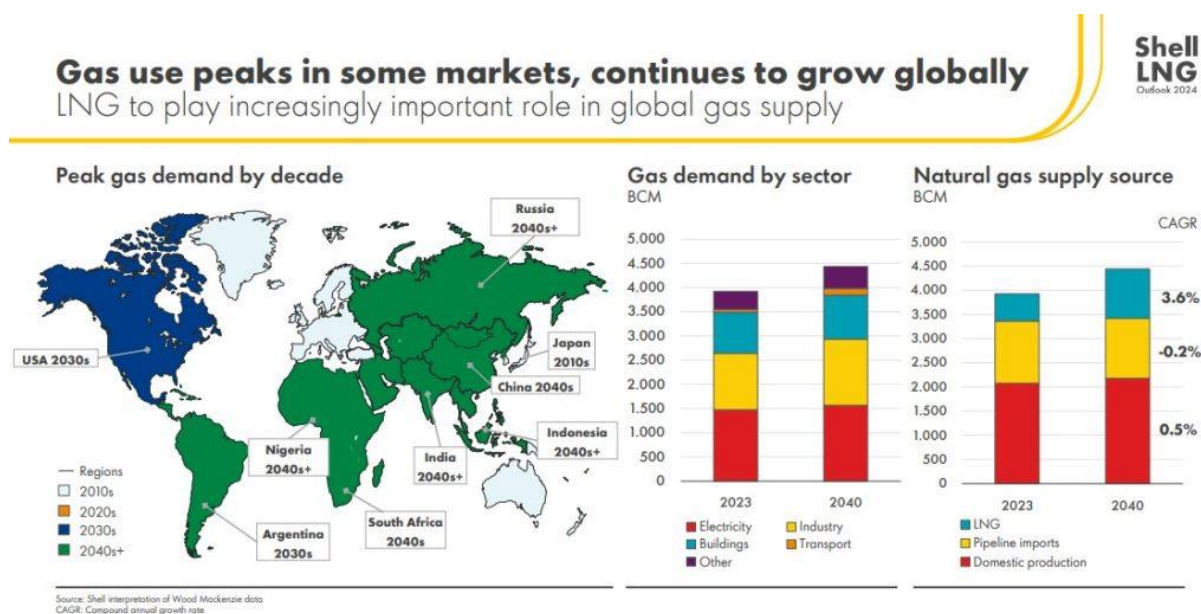 Gas use peaks in some markets, continues to grow globally
LNG to play increasingly important role in global gas supply
Shell
LNG
Outlook 2024
Peak gas demand by decade
Russia
2040s+
USA 2030s
Japan
2010s
China 2040s
Nigeria
2040s+
India
2040s+
Indonesia
2040s+
Argentina
2030s
South Africa
2040s
Regions
2010s
2020s
2030s
2040s+
Gas demand by sector
BCM
5.000
4.500
4.000
3.500
3.000
2.500
2.000
1.500
1.000
500
0
2023 2040
Electricity Industry
Buildings Transport
Other
Natural gas supply source
BCM
CAGR
5.000
4.500
4.000
3.500
3.000
2.500
2.000
1.500
1.000
500
0
3.6%
-0.2%
0.5%
2023 2040
LNG
Pipeline imports
Domestic production
Source: Shell interpretation of Wood Mackenzie data
CAGR: Compound annual growth rate